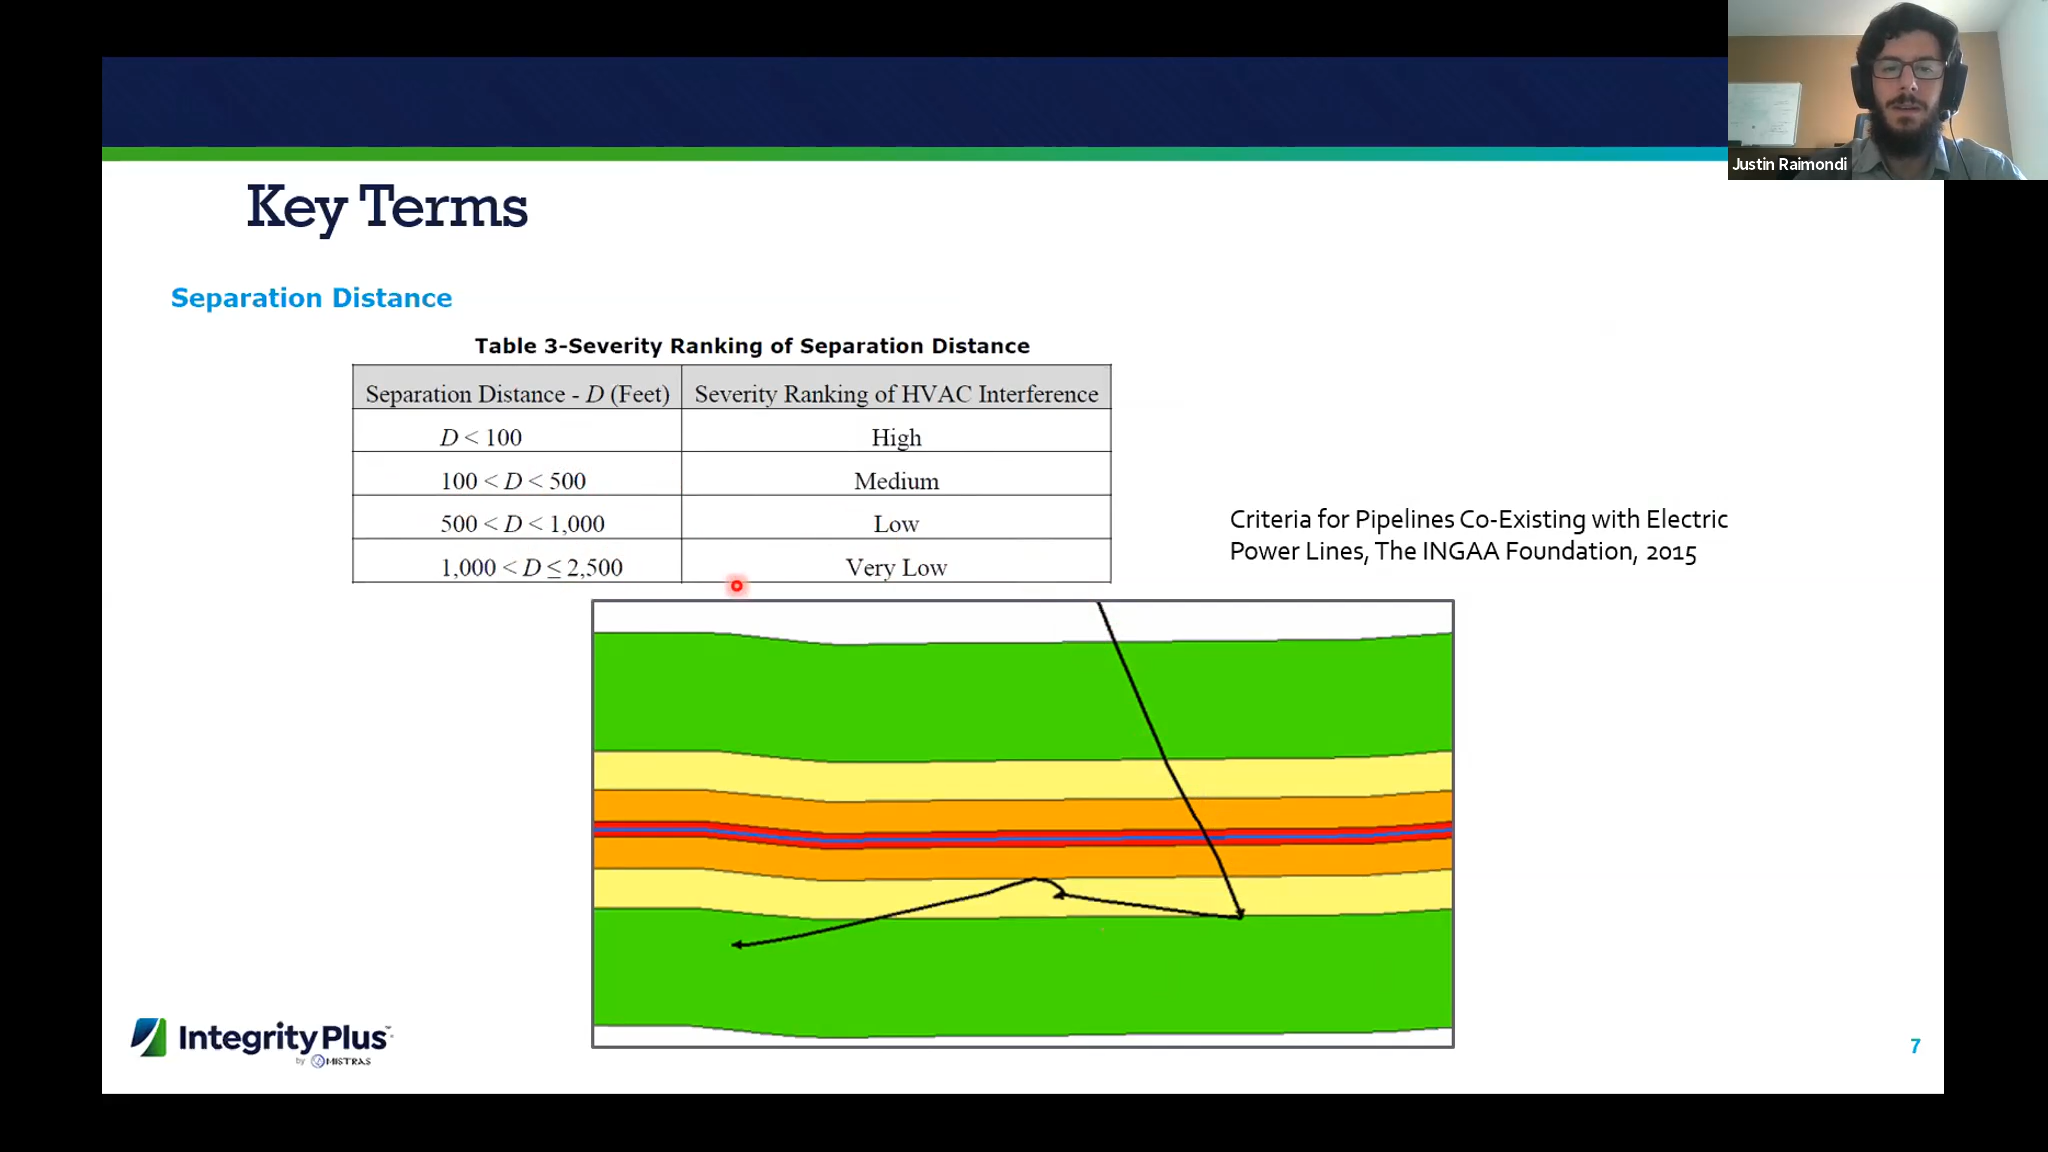 Justin Raimondi
Key Terms
Separation Distance
Table 3-Severity Ranking of Separation Distance
Separation Distance - D (Feet) Severity Ranking of HVAC Interference
D < 100 High
100 < D < 500 Medium
500 < D < 1,000 Low
1,000 < D ≤ 2,500 Very Low
Criteria for Pipelines Co-Existing with Electric
Power Lines, The INGAA Foundation, 2015
IntegrityPlus™
by MISTRAS
7